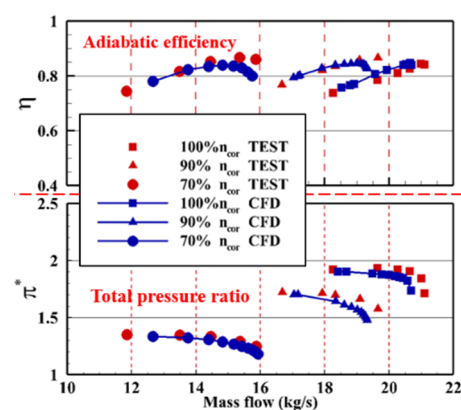 1
Adiabatic efficiency
η
0.8
0.6
0.4
100%n_cor TEST
90% n_cor TEST
70% n_cor TEST
100%n_cor CFD
90% n_cor CFD
70% n_cor CFD
2.5
2
π*
Total pressure ratio
1.5
1
10 12 14 16 18 20 22
Mass flow (kg/s)